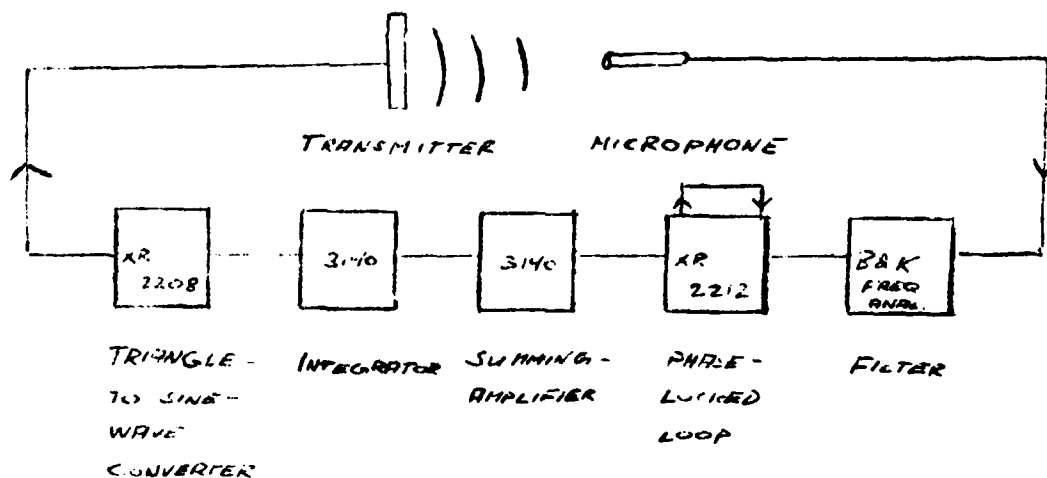 TRANSMITTER
MICROPHONE
XR
2208
3140
3140
XR
2212
B&K
FREQ
ANAL.
TRIANGLE-
TO SINE-
WAVE
CONVERTER
INTEGRATOR
SUMMING-
AMPLIFIER
PHASE-
LOCKED
LOOP
FILTER